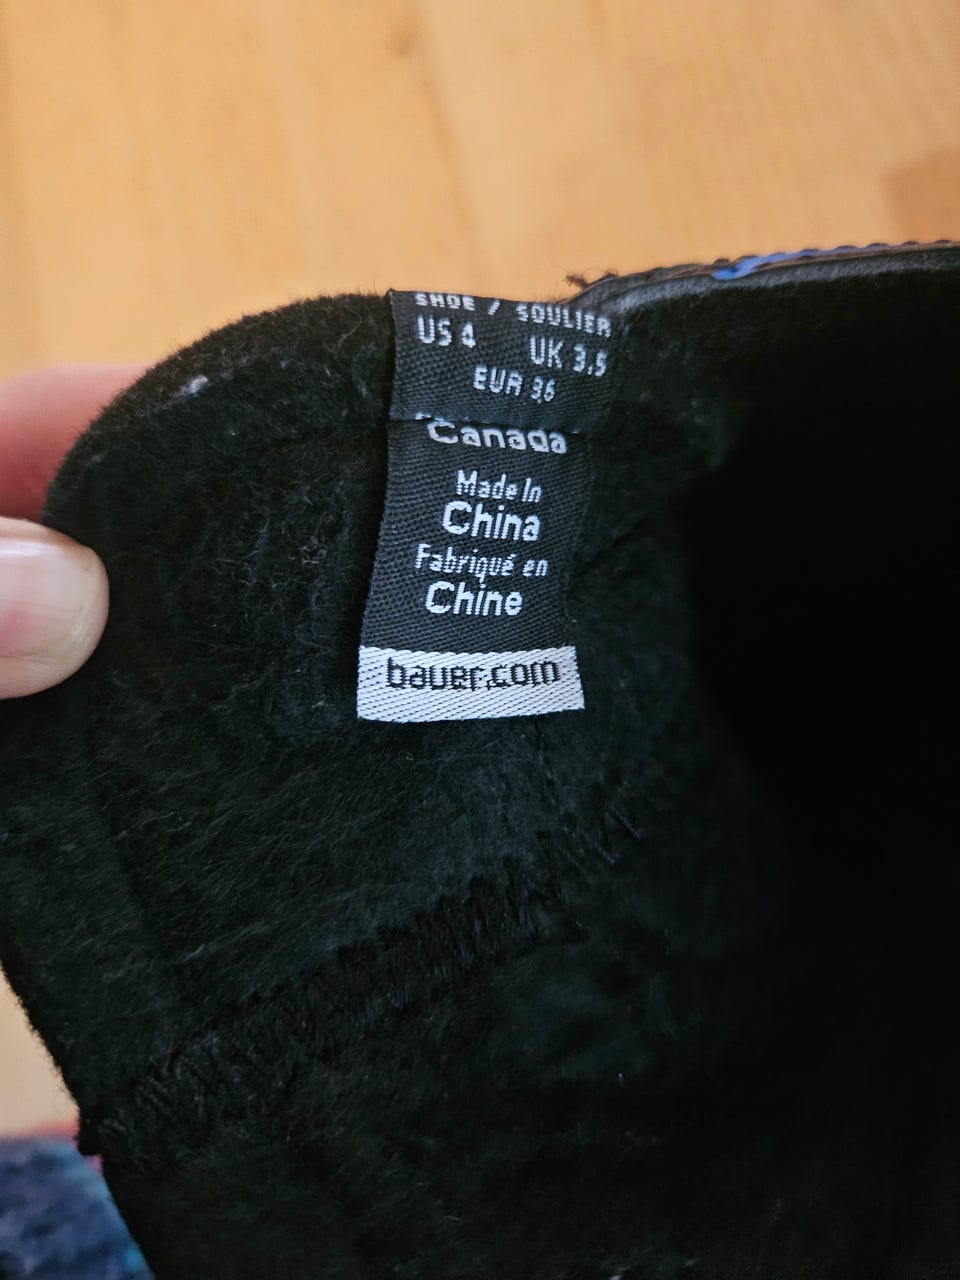 SHOE / SOULIER
US 4 UK 3.5
EUR 36
Canada
Made In
China
Fabriqué en
Chine
bauer.com